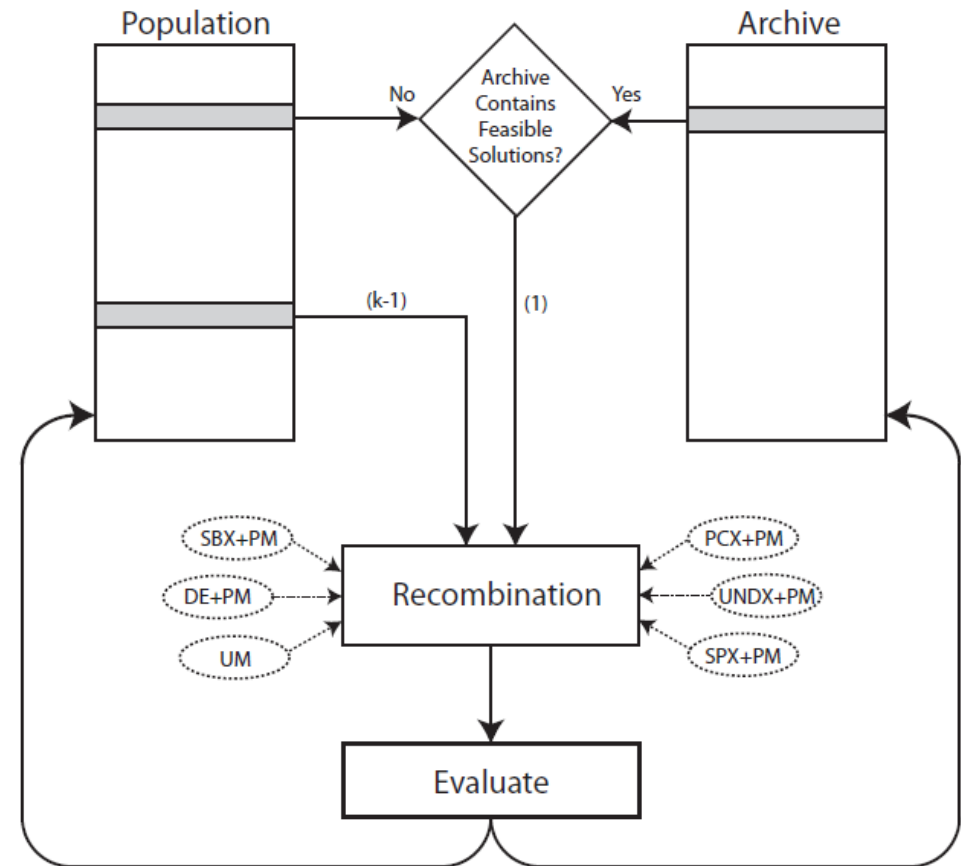 Population
Archive
No
Archive
Contains
Feasible
Solutions?
Yes
(k-1)
(1)
SBX+PM
DE+PM
UM
Recombination
PCX+PM
UNDX+PM
SPX+PM
Evaluate